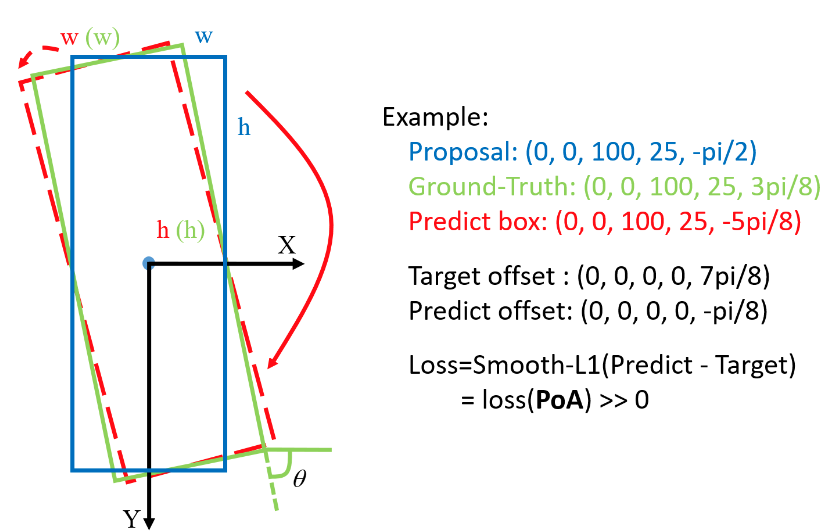 w (w) w
h
h (h)
X
Y
θ
Example:
Proposal: (0, 0, 100, 25, -pi/2)
Ground-Truth: (0, 0, 100, 25, 3pi/8)
Predict box: (0, 0, 100, 25, -5pi/8)
Target offset : (0, 0, 0, 0, 7pi/8)
Predict offset: (0, 0, 0, 0, -pi/8)
Loss=Smooth-L1(Predict - Target)
= loss(PoA) >> 0